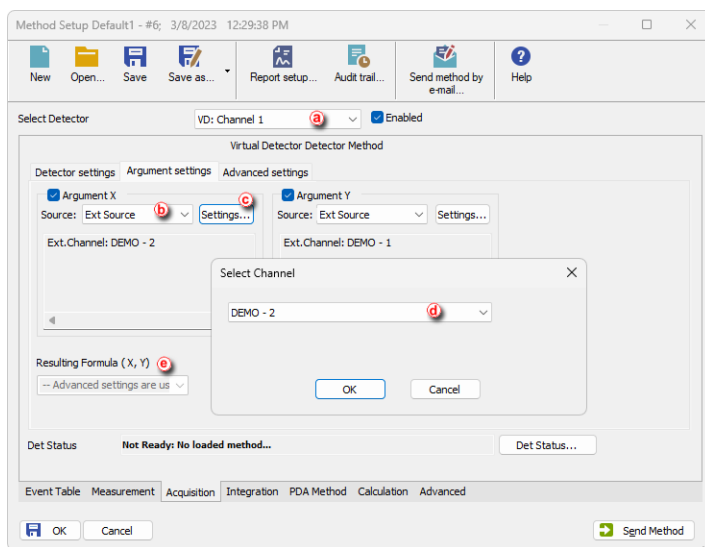 Method Setup Default1 - #6; 3/8/2023 12:29:38 PM
New Open... Save Save as... Report setup... Audit trail... Send method by e-mail... Help
Select Detector VD: Channel 1 a Enabled
Virtual Detector Detector Method
Detector settings Argument settings Advanced settings
Argument X c Argument Y
Source: Ext Source b Settings... Source: Ext Source Settings...
Ext.Channel: DEMO - 2 Ext.Channel: DEMO - 1
Select Channel
DEMO - 2 d
Resulting Formula ( X, Y) e
-- Advanced settings are us
OK Cancel
Det Status Not Ready: No loaded method... Det Status...
Event Table Measurement Acquisition Integration PDA Method Calculation Advanced
OK Cancel Send Method